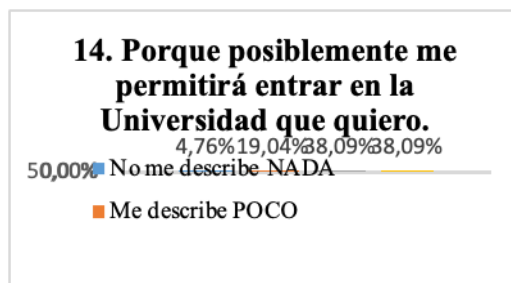 14. Porque posiblemente me
permitirá entrar en la
Universidad que quiero.
4,76% 19,04% 38,09% 38,09%
50,00% No me describe NADA
Me describe POCO